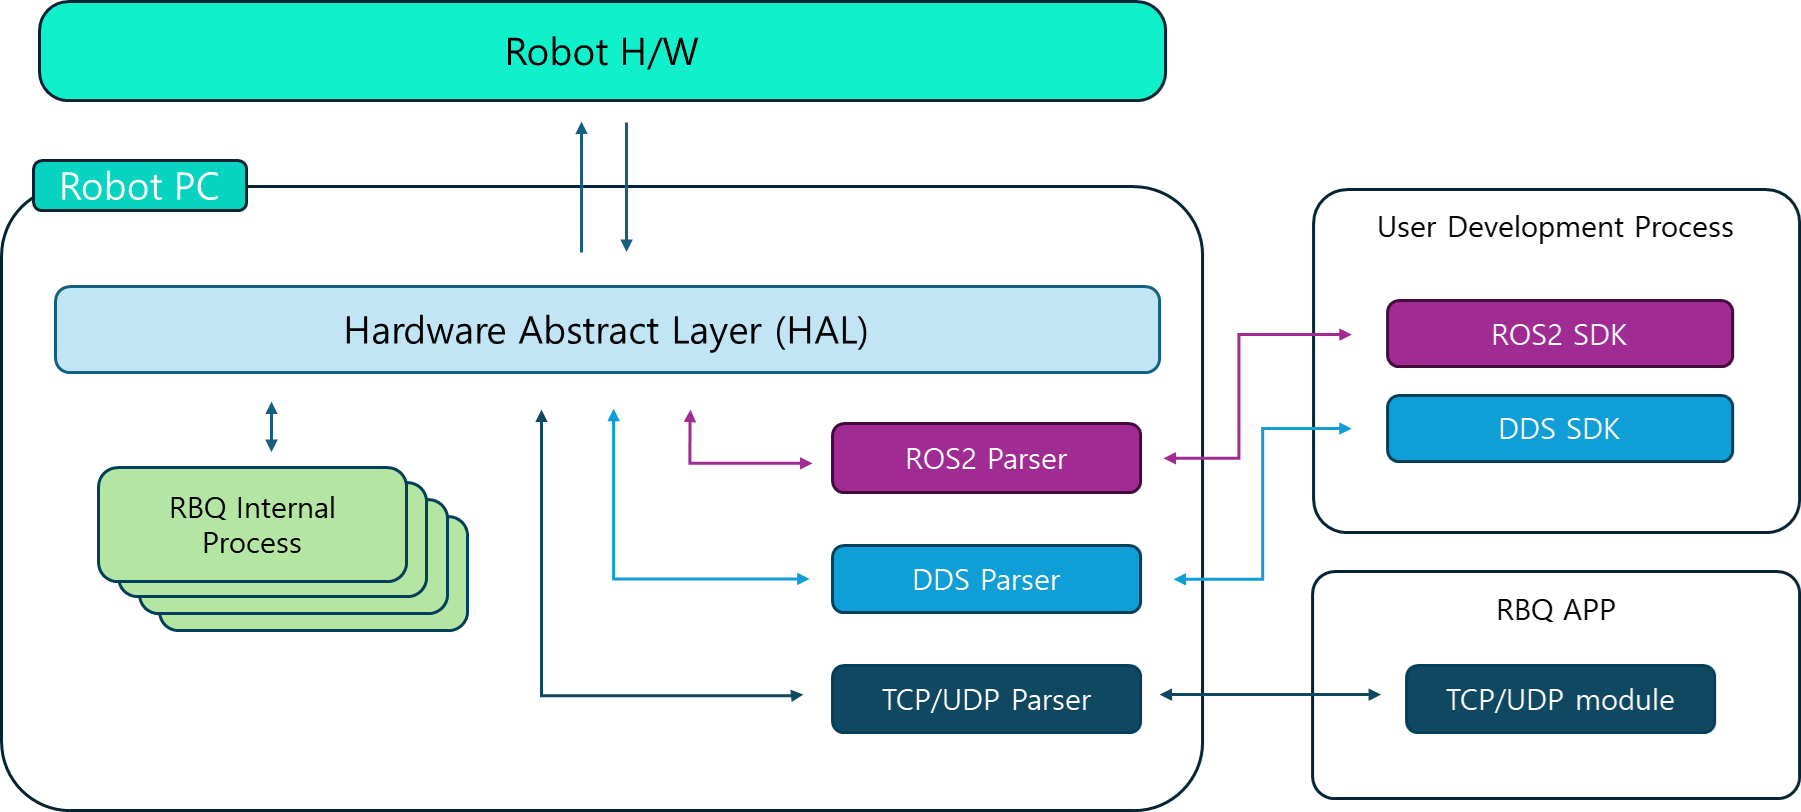 Robot H/W
Robot PC
Hardware Abstract Layer (HAL)
RBQ Internal
Process
ROS2 Parser
DDS Parser
TCP/UDP Parser
User Development Process
ROS2 SDK
DDS SDK
RBQ APP
TCP/UDP module